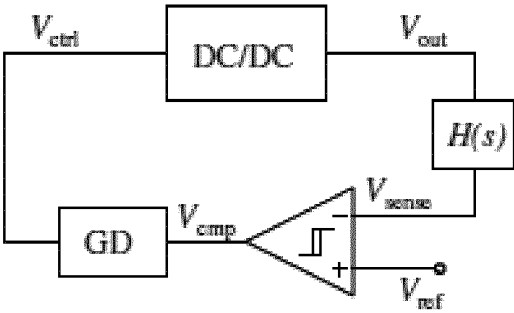 Vctrl
DC/DC
Vout
H(s)
Vsense
−
GD
Vcmp
+
Vref